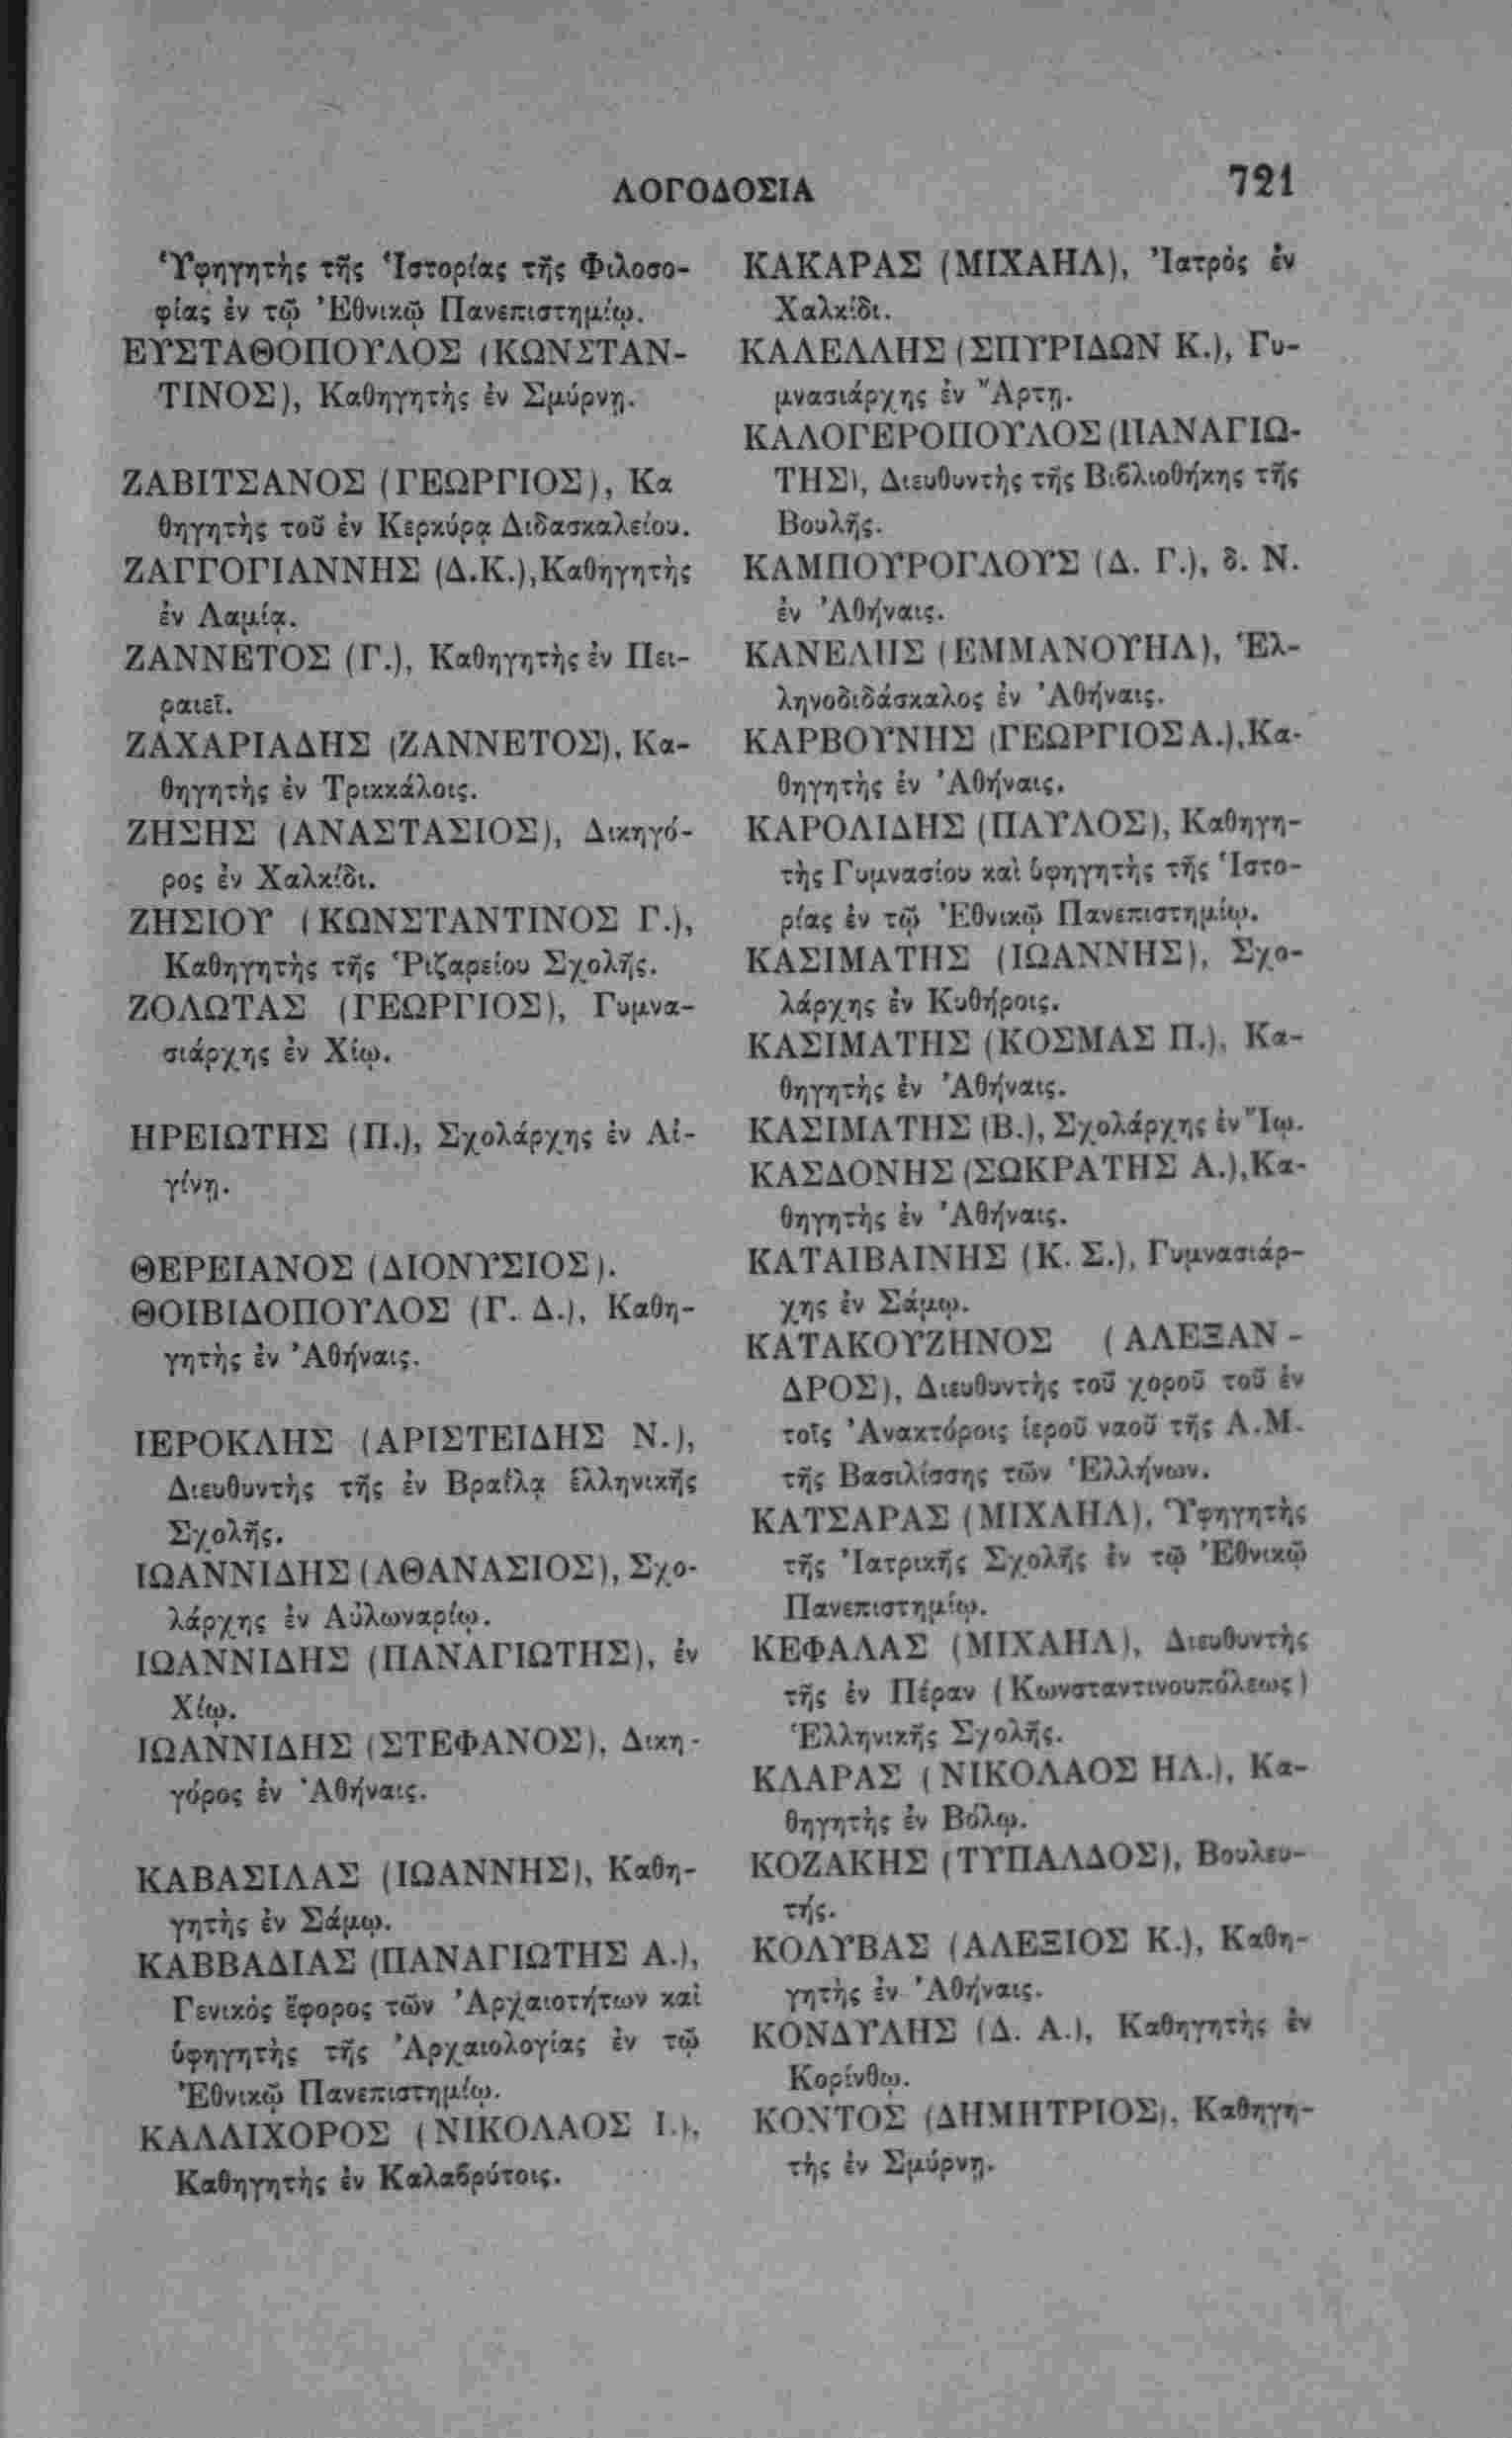 ΛΟΓΟΔΟΣΙΑ 721
Ὑφηγητὴς τῆς Ἱστορίας τῆς Φιλοσο-
φίας ἐν τῷ Ἐθνικῷ Πανεπιστημίῳ.
ΕΥΣΤΑΘΟΠΟΥΛΟΣ (ΚΩΝΣΤΑΝ-
ΤΙΝΟΣ), Καθηγητὴς ἐν Σμύρνῃ.
ΖΑΒΙΤΣΑΝΟΣ (ΓΕΩΡΓΙΟΣ), Κα
θηγητὴς τοῦ ἐν Κερκύρᾳ Διδασκαλείου.
ΖΑΓΓΟΓΙΑΝΝΗΣ (Δ.Κ.),Καθηγητὴς
ἐν Λαμίᾳ.
ΖΑΝΝΕΤΟΣ (Γ.), Καθηγητὴς ἐν Πει-
ραιεῖ.
ΖΑΧΑΡΙΑΔΗΣ (ΖΑΝΝΕΤΟΣ), Κα-
θηγητὴς ἐν Τρικκάλοις.
ΖΗΣΗΣ (ΑΝΑΣΤΑΣΙΟΣ), Δικηγό-
ρος ἐν Χαλκίδι.
ΖΗΣΙΟΥ (ΚΩΝΣΤΑΝΤΙΝΟΣ Γ.),
Καθηγητὴς τῆς Ῥιζαρείου Σχολῆς.
ΖΟΛΩΤΑΣ (ΓΕΩΡΓΙΟΣ), Γυμνα-
σιάρχης ἐν Χίῳ.
ΗΡΕΙΩΤΗΣ (Π.), Σχολάρχης ἐν Αἰ-
γίνῃ.
ΘΕΡΕΙΑΝΟΣ (ΔΙΟΝΥΣΙΟΣ).
ΘΟΙΒΙΔΟΠΟΥΛΟΣ (Γ. Δ.), Καθη-
γητὴς ἐν Ἀθήναις.
ΙΕΡΟΚΛΗΣ (ΑΡΙΣΤΕΙΔΗΣ Ν.),
Διευθυντὴς τῆς ἐν Βραΐλᾳ ἑλληνικῆς
Σχολῆς.
ΙΩΑΝΝΙΔΗΣ (ΑΘΑΝΑΣΙΟΣ), Σχο-
λάρχης ἐν Αὐλωναρίῳ.
ΙΩΑΝΝΙΔΗΣ (ΠΑΝΑΓΙΩΤΗΣ), ἐν
Χίῳ.
ΙΩΑΝΝΙΔΗΣ (ΣΤΕΦΑΝΟΣ), Δικη-
γόρος ἐν Ἀθήναις.
ΚΑΒΑΣΙΛΑΣ (ΙΩΑΝΝΗΣ), Καθη-
γητὴς ἐν Σάμῳ.
ΚΑΒΒΑΔΙΑΣ (ΠΑΝΑΓΙΩΤΗΣ Α.),
Γενικὸς ἔφορος τῶν Ἀρχαιοτήτων καὶ
ὑφηγητὴς τῆς Ἀρχαιολογίας ἐν τῷ
Ἐθνικῷ Πανεπιστημίῳ.
ΚΑΛΛΙΧΟΡΟΣ (ΝΙΚΟΛΑΟΣ Ι.),
Καθηγητὴς ἐν Καλαβρύτοις.
ΚΑΚΑΡΑΣ (ΜΙΧΑΗΛ), Ἰατρὸς ἐν
Χαλκίδι.
ΚΑΛΕΛΛΗΣ (ΣΠΥΡΙΔΩΝ Κ.), Γυ-
μνασιάρχης ἐν Ἄρτῃ.
ΚΑΛΟΓΕΡΟΠΟΥΛΟΣ (ΠΑΝΑΓΙΩ-
ΤΗΣ), Διευθυντὴς τῆς Βιβλιοθήκης τῆς
Βουλῆς.
ΚΑΜΠΟΥΡΟΓΛΟΥΣ (Δ. Γ.), δ. Ν.
ἐν Ἀθήναις.
ΚΑΝΕΛΗΣ (ΕΜΜΑΝΟΥΗΛ), Ἑλ-
ληνοδιδάσκαλος ἐν Ἀθήναις.
ΚΑΡΒΟΥΝΗΣ (ΓΕΩΡΓΙΟΣ Α.),Κα-
θηγητὴς ἐν Ἀθήναις.
ΚΑΡΟΛΙΔΗΣ (ΠΑΥΛΟΣ), Καθηγη-
τὴς Γυμνασίου καὶ ὑφηγητὴς τῆς Ἱστο-
ρίας ἐν τῷ Ἐθνικῷ Πανεπιστημίῳ.
ΚΑΣΙΜΑΤΗΣ (ΙΩΑΝΝΗΣ), Σχο-
λάρχης ἐν Κυθήροις.
ΚΑΣΙΜΑΤΗΣ (ΚΟΣΜΑΣ Π.), Κα-
θηγητὴς ἐν Ἀθήναις.
ΚΑΣΙΜΑΤΗΣ (Β.), Σχολάρχης ἐν Ἴῳ.
ΚΑΣΔΟΝΗΣ (ΣΩΚΡΑΤΗΣ Α.),Κα-
θηγητὴς ἐν Ἀθήναις.
ΚΑΤΑΙΒΑΙΝΗΣ (Κ. Σ.), Γυμνασιάρ-
χης ἐν Σάμῳ.
ΚΑΤΑΚΟΥΖΗΝΟΣ (ΑΛΕΞΑΝ-
ΔΡΟΣ), Διευθυντὴς τοῦ χοροῦ τοῦ ἐν
τοῖς Ἀνακτόροις ἱεροῦ ναοῦ τῆς Α.Μ.
τῆς Βασιλίσσης τῶν Ἑλλήνων.
ΚΑΤΣΑΡΑΣ (ΜΙΧΑΗΛ), Ὑφηγητὴς
τῆς Ἰατρικῆς Σχολῆς ἐν τῷ Ἐθνικῷ
Πανεπιστημίῳ.
ΚΕΦΑΛΑΣ (ΜΙΧΑΗΛ), Διευθυντὴς
τῆς ἐν Πέραν (Κωνσταντινουπόλεως)
Ἑλληνικῆς Σχολῆς.
ΚΛΑΡΑΣ (ΝΙΚΟΛΑΟΣ ΗΛ.), Κα-
θηγητὴς ἐν Βόλῳ.
ΚΟΖΑΚΗΣ (ΤΥΠΑΛΔΟΣ), Βουλευ-
τής.
ΚΟΛΥΒΑΣ (ΑΛΕΞΙΟΣ Κ.), Καθη-
γητὴς ἐν Ἀθήναις.
ΚΟΝΔΥΛΗΣ (Δ. Α.), Καθηγητὴς ἐν
Κορίνθῳ.
ΚΟΝΤΟΣ (ΔΗΜΗΤΡΙΟΣ), Καθηγη-
τὴς ἐν Σμύρνῃ.